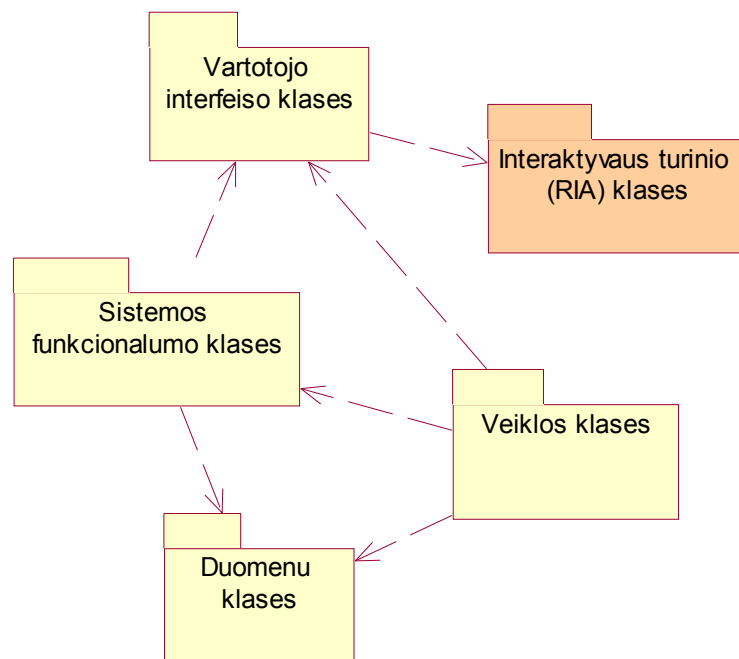 Vartotojo
interfeiso klases
Interaktyvaus turinio
(RIA) klases
Sistemos
funkcionalumo klases
Veiklos klases
Duomenu
klases